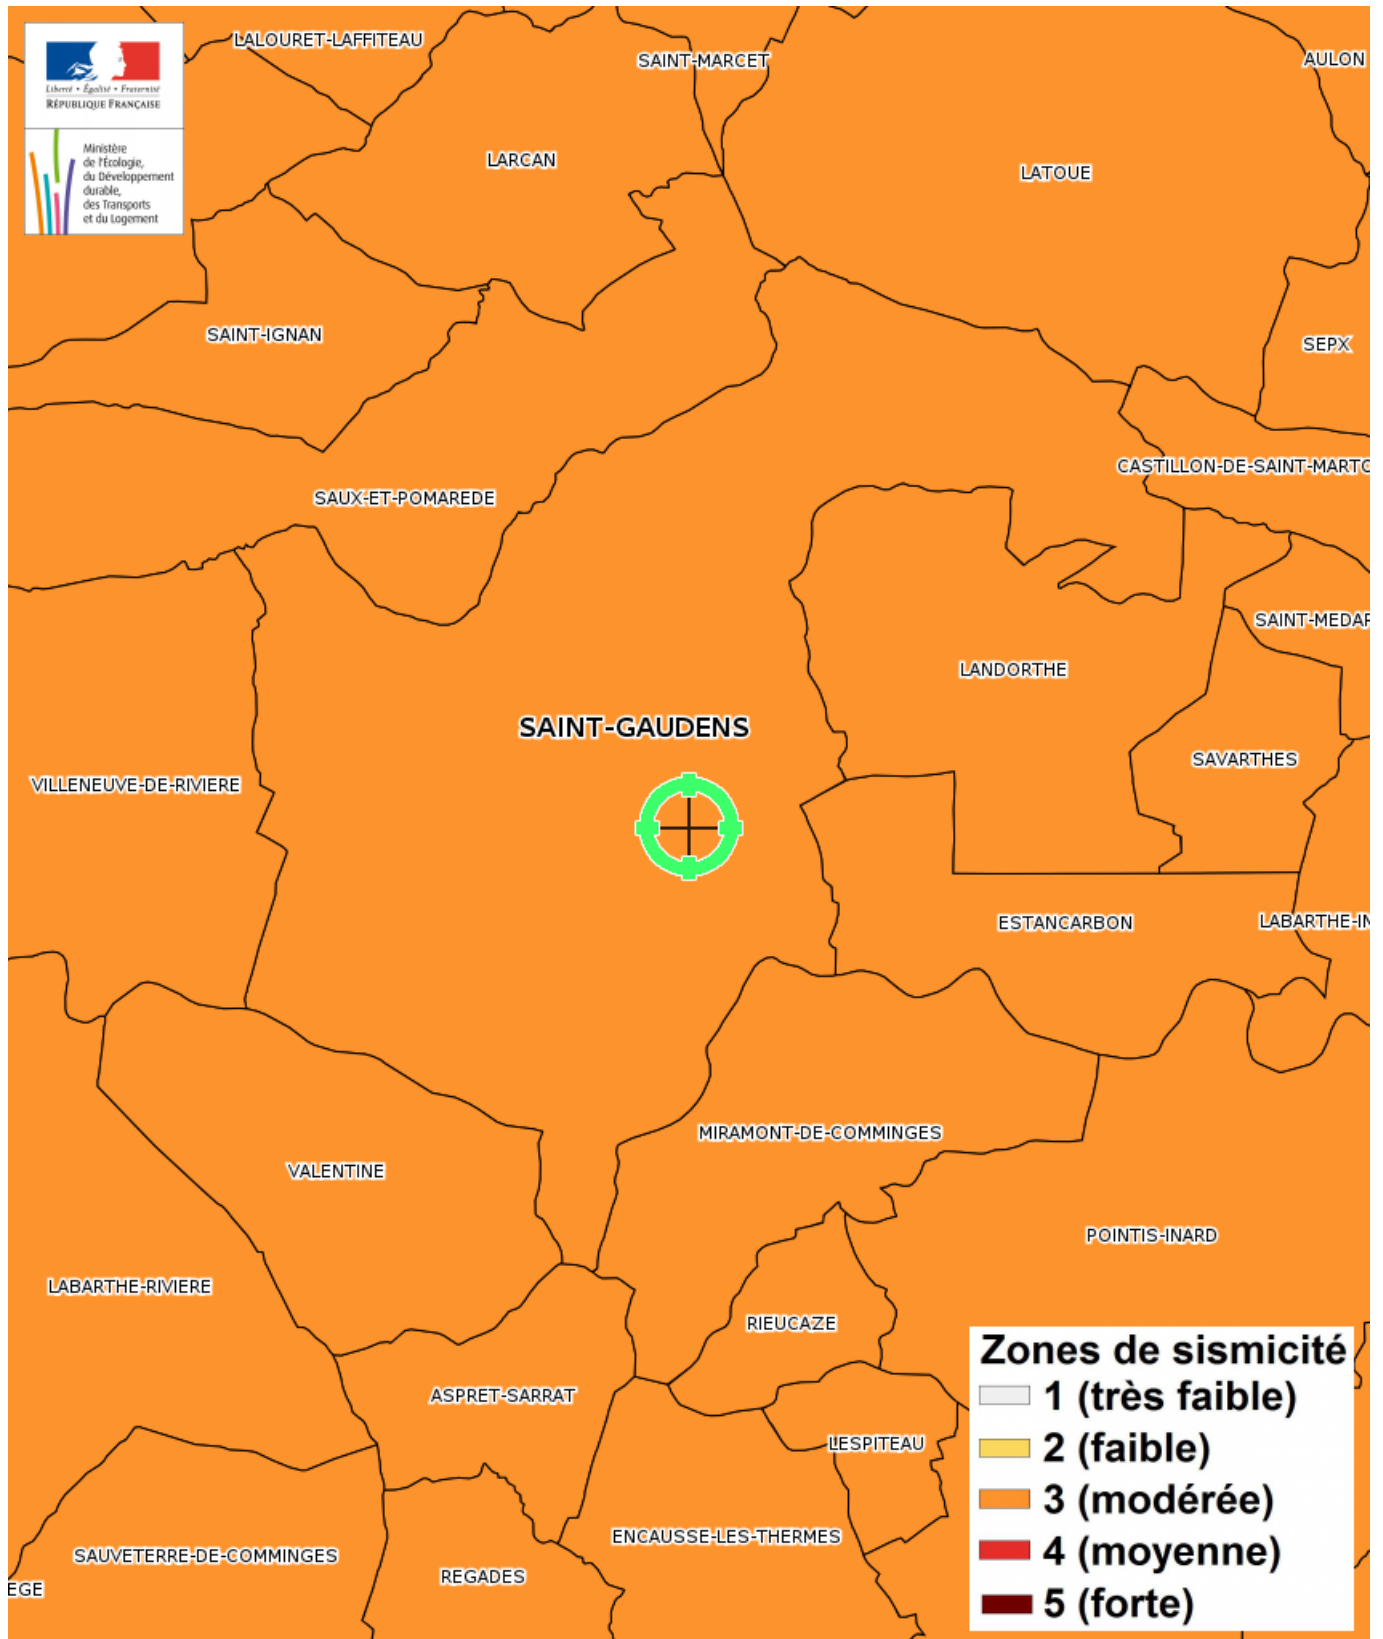 LALOURET-LAFFITEAU
SAINT-MARCET
AULON
Liberté • Égalité • Fraternité
RÉPUBLIQUE FRANÇAISE
Ministère
de l'Écologie,
du Développement
durable,
des Transports
et du Logement
LARCAN
LATOUE
SAINT-IGNAN
SEPX
CASTILLON-DE-SAINT-MARTO
SAUX-ET-POMAREDE
SAINT-MEDAR
LANDORTHE
SAINT-GAUDENS
SAVARTHES
VILLENEUVE-DE-RIVIERE
ESTANCARBON
LABARTHE-IN
MIRAMONT-DE-COMMINGES
VALENTINE
POINTIS-INARD
LABARTHE-RIVIERE
RIEUCAZE
ASPRET-SARRAT
LESPITEAU
ENCAUSSE-LES-THERMES
SAUVETERRE-DE-COMMINGES
REGADES
EGE
Zones de sismicité
1 (très faible)
2 (faible)
3 (modérée)
4 (moyenne)
5 (forte)